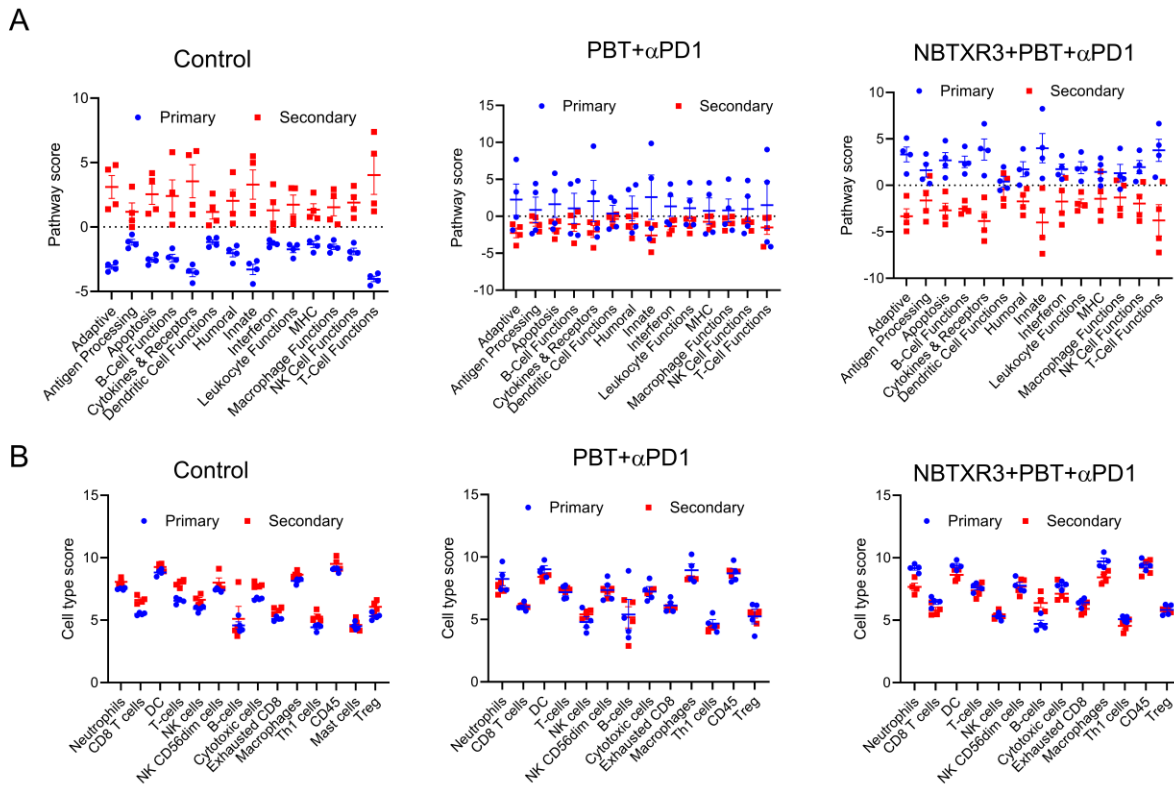 A
Control
Pathway score
10
5
0
-5
Primary
Secondary
Adaptive
Antigen Processing
Apoptosis
B-Cell Functions
Cytokines & Receptors
Dendritic Cell Functions
Humoral
Innate
Interferon
Leukocyte Functions
MHC
Macrophage Functions
NK Cell Functions
T-Cell Functions
PBT+αPD1
Pathway score
15
10
5
0
-5
-10
Primary
Secondary
Adaptive
Antigen Processing
Apoptosis
B-Cell Functions
Cytokines & Receptors
Dendritic Cell Functions
Humoral
Innate
Interferon
Leukocyte Functions
MHC
Macrophage Functions
NK Cell Functions
T-Cell Functions
NBTXR3+PBT+αPD1
Pathway score
10
5
0
-5
-10
Primary
Secondary
Adaptive
Antigen Processing
Apoptosis
B-Cell Functions
Cytokines & Receptors
Dendritic Cell Functions
Humoral
Innate
Interferon
Leukocyte Functions
MHC
Macrophage Functions
NK Cell Functions
T-Cell Functions
B
Control
Cell type score
15
10
5
0
Primary
Secondary
Neutrophils
CD8 T cells
DC
T-cells
NK cells
NK CD56dim cells
B-cells
Cytotoxic cells
Exhausted CD8
Macrophages
Th1 cells
CD45
Mast cells
Treg
PBT+αPD1
Cell type score
15
10
5
0
Primary
Secondary
Neutrophils
CD8 T cells
DC
T-cells
NK cells
NK CD56dim cells
B-cells
Cytotoxic cells
Exhausted CD8
Macrophages
Th1 cells
CD45
Treg
NBTXR3+PBT+αPD1
Cell type score
15
10
5
0
Primary
Secondary
Neutrophils
CD8 T cells
DC
T-cells
NK cells
NK CD56dim cells
B-cells
Cytotoxic cells
Exhausted CD8
Macrophages
Th1 cells
CD45
Treg